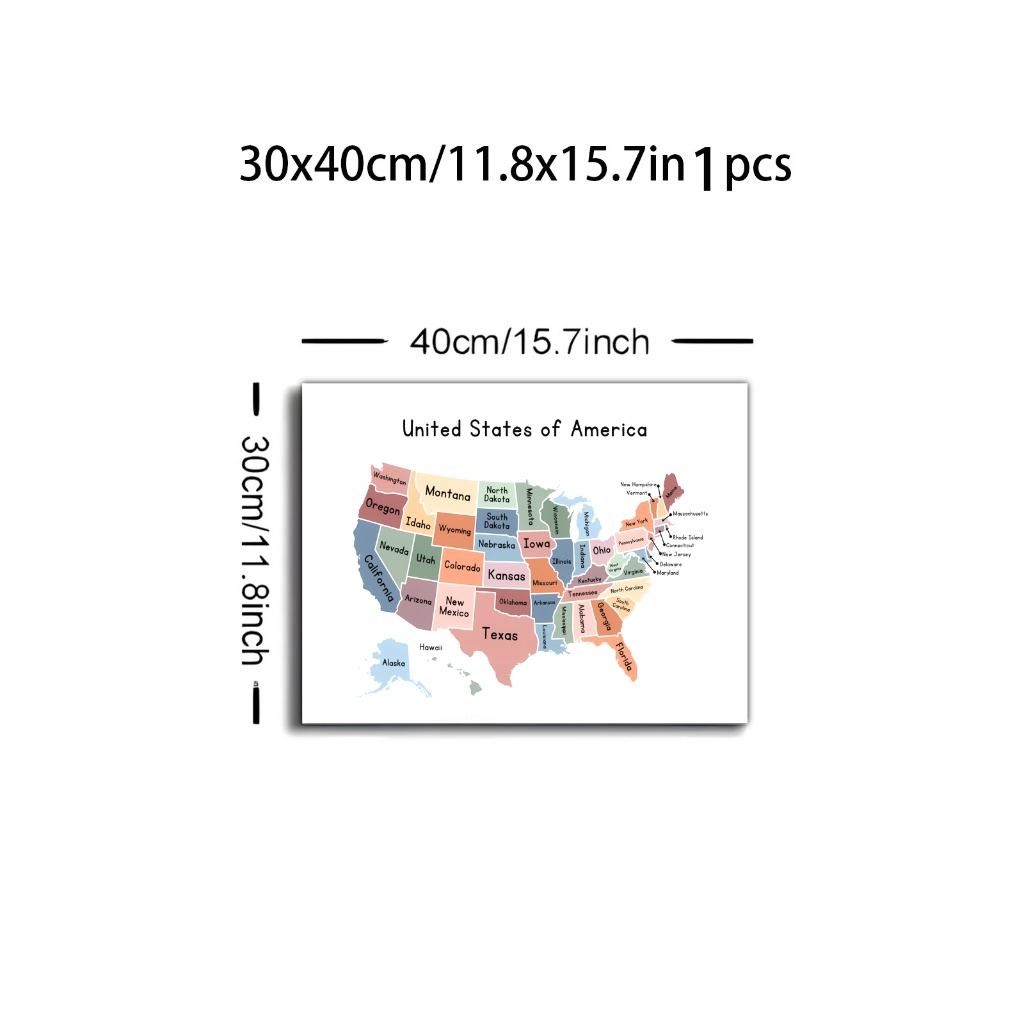 30x40cm/11.8x15.7in 1 pcs
40cm/15.7inch
30cm/11.8inch
United States of America
Washington
Oregon
California
Nevada
Idaho
Montana
Wyoming
Utah
Arizona
Colorado
New
Mexico
North
Dakota
South
Dakota
Nebraska
Kansas
Oklahoma
Texas
Minnesota
Iowa
Missouri
Arkansas
Louisiana
Wisconsin
Illinois
Michigan
Indiana
Ohio
Kentucky
Tennessee
Mississippi
Alabama
Georgia
Florida
South
Carolina
North Carolina
Virginia
West
Virginia
Pennsylvania
New York
Vermont
New Hampshire
Maine
Massachusetts
Rhode Island
Connecticut
New Jersey
Delaware
Maryland
Alaska
Hawaii